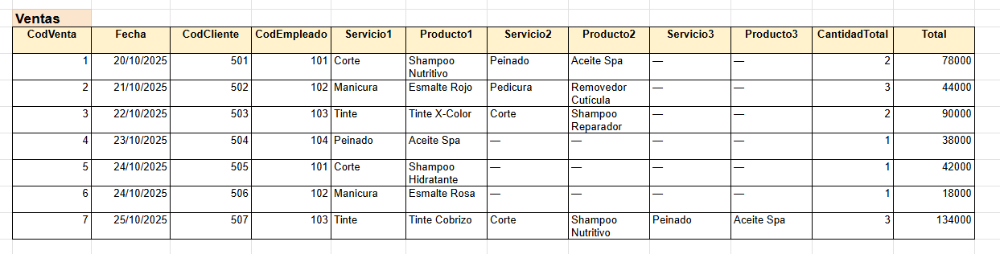 Ventas
CodVenta Fecha CodCliente CodEmpleado Servicio1 Producto1 Servicio2 Producto2 Servicio3 Producto3 CantidadTotal Total
1 20/10/2025 501 101 Corte Shampoo Nutritivo Peinado Aceite Spa — — 2 78000
2 21/10/2025 502 102 Manicura Esmalte Rojo Pedicura Removedor Cutícula — — 3 44000
3 22/10/2025 503 103 Tinte Tinte X-Color Corte Shampoo Reparador — — 2 90000
4 23/10/2025 504 104 Peinado Aceite Spa — — — — 1 38000
5 24/10/2025 505 101 Corte Shampoo Hidratante — — — — 1 42000
6 24/10/2025 506 102 Manicura Esmalte Rosa — — — — 1 18000
7 25/10/2025 507 103 Tinte Tinte Cobrizo Corte Shampoo Nutritivo Peinado Aceite Spa 3 134000